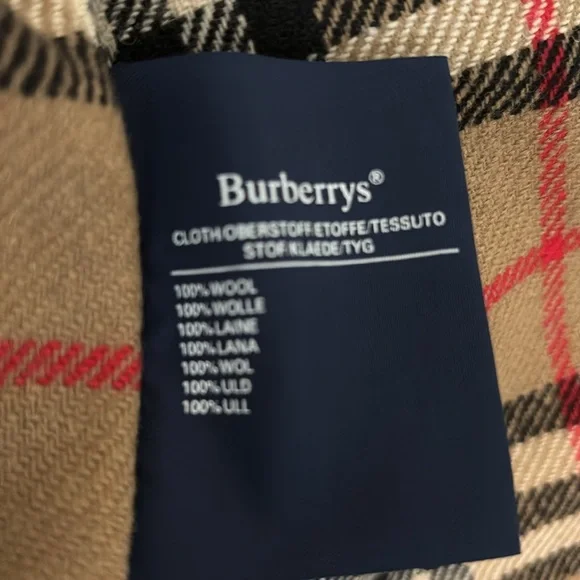 Burberrys®
CLOTH/OBERSTOFF/ETOFFE/TESSUTO
STOF/KLAEDE/TYG
100% WOOL
100% WOLLE
100% LAINE
100% LANA
100% WOL
100% ULD
100% ULL